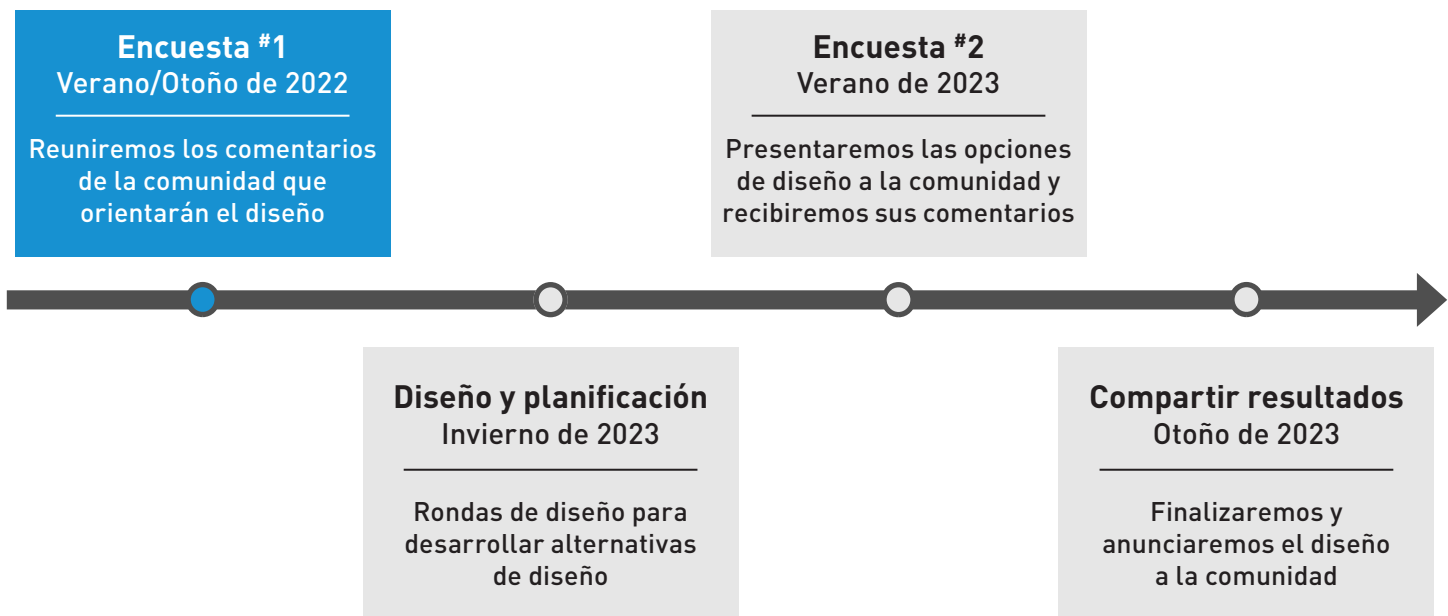 Encuesta #1
Verano/Otoño de 2022
Reuniremos los comentarios
de la comunidad que
orientarán el diseño
Diseño y planificación
Invierno de 2023
Rondas de diseño para
desarrollar alternativas
de diseño
Encuesta #2
Verano de 2023
Presentaremos las opciones
de diseño a la comunidad y
recibiremos sus comentarios
Compartir resultados
Otoño de 2023
Finalizaremos y
anunciaremos el diseño
a la comunidad